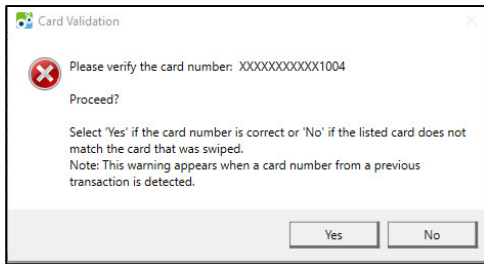 Card Validation
Please verify the card number: XXXXXXXXXXX1004
Proceed?
Select 'Yes' if the card number is correct or 'No' if the listed card does not
match the card that was swiped.
Note: This warning appears when a card number from a previous
transaction is detected.
Yes No